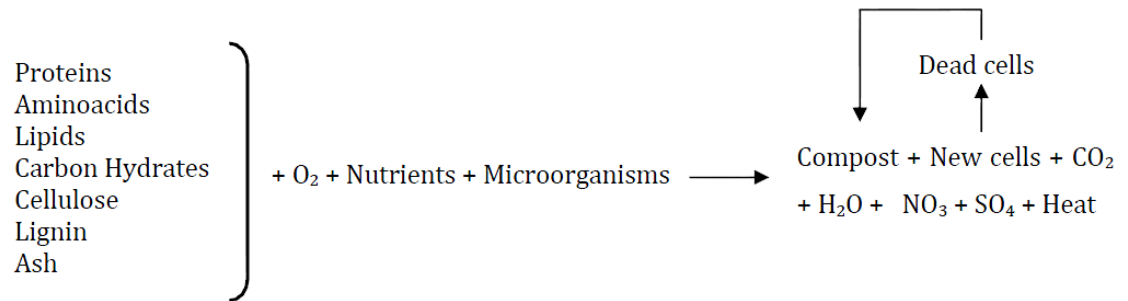 Proteins
Aminoacids
Lipids
Carbon Hydrates
Cellulose
Lignin
Ash
+ O₂ + Nutrients + Microorganisms
Dead cells
Compost + New cells + CO₂
+ H₂O + NO₃ + SO₄ + Heat